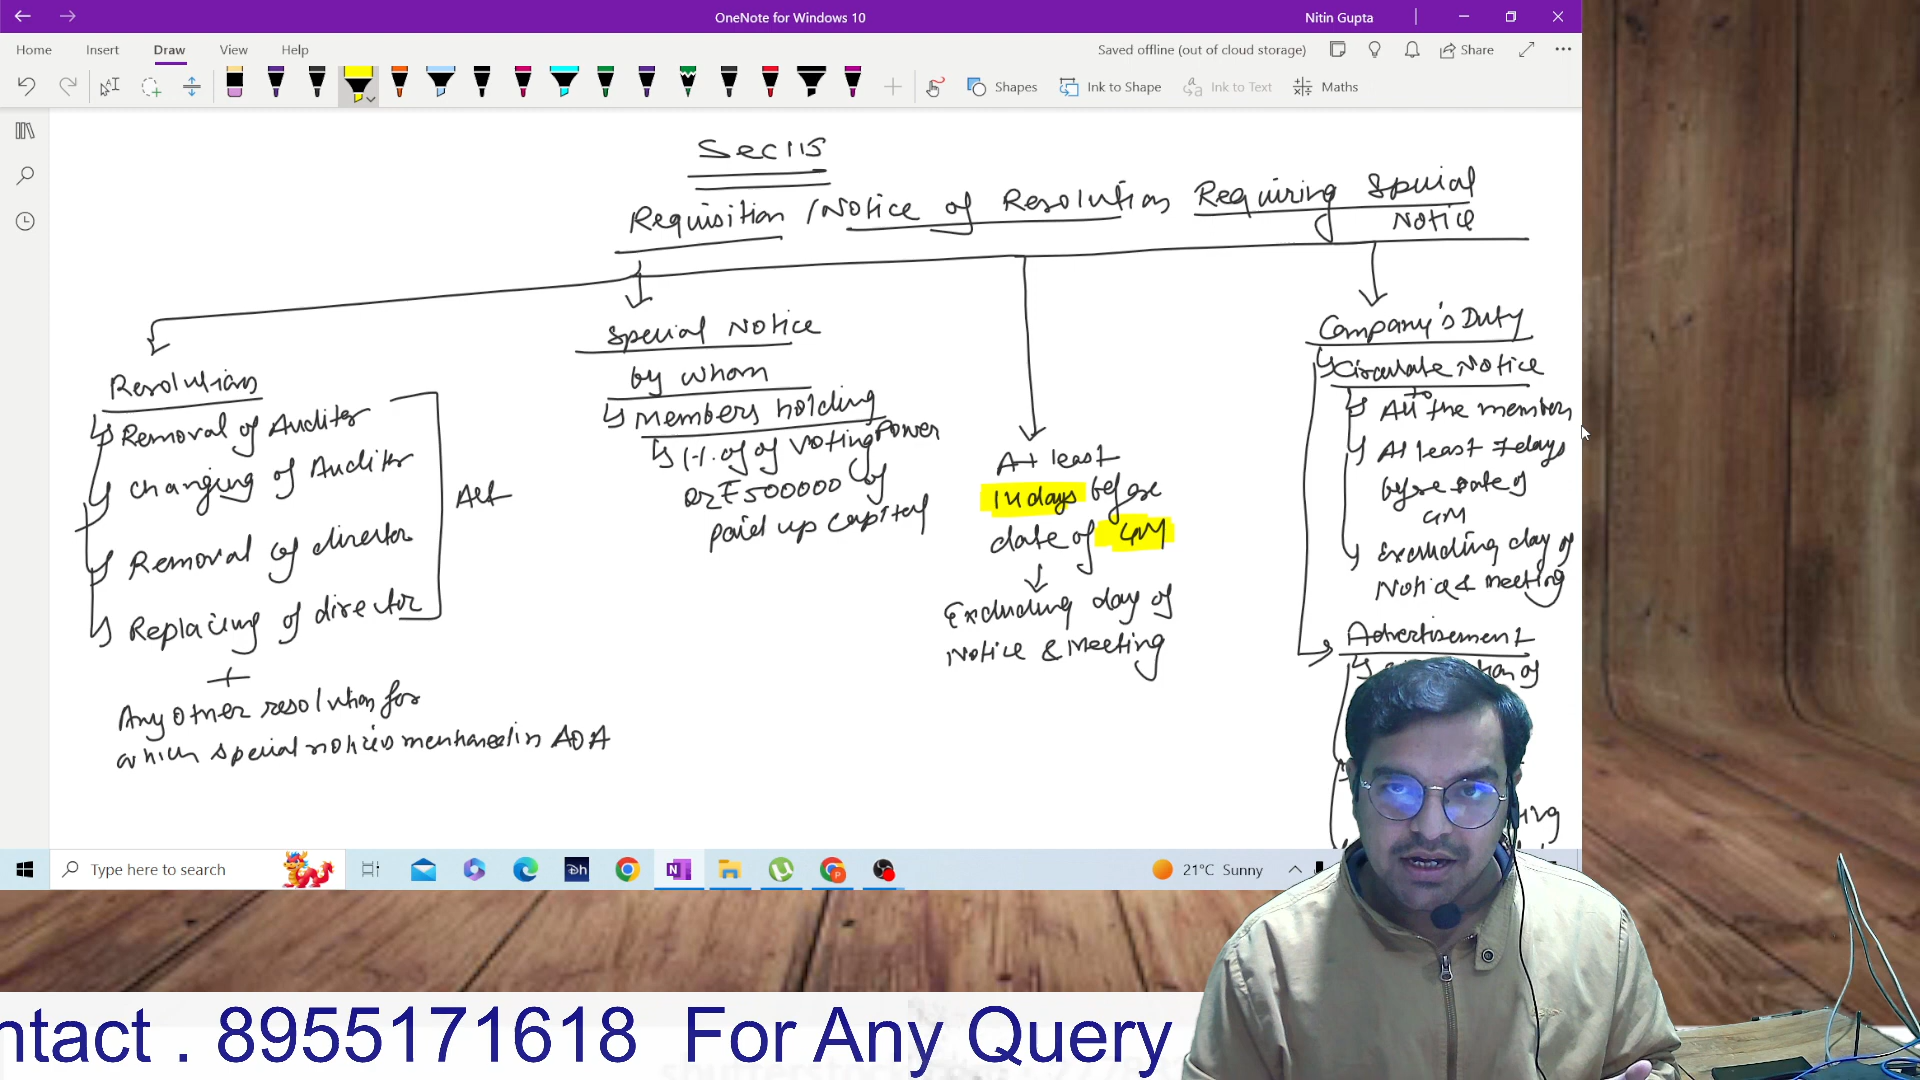 OneNote for Windows 10
Nitin Gupta
Home Insert Draw View Help
Saved offline (out of cloud storage)
Share
Shapes
Ink to Shape
Ink to Text
Maths
Sec 115
Requisition / Notice of Resolution Requiring Special
Notice
Resolutions
Removal of Auditor
Changing of Auditor
Removal of director
Replacing of director
Act
+
Any other resolution for
which special notice is mentioned in AOA
Special Notice
by whom
Members holding
1% of of Voting Power
or ₹ 500000 of
paid up capital
At least
14 days before
date of GM
Excluding day of
Notice & Meeting
Company's Duty
Circulate Notice
to
All the members
At least 7 days
before date of
GM
Excluding day of
Notice & Meeting
Advertisement
of
Type here to search
21°C Sunny
ntact . 8955171618 For Any Query